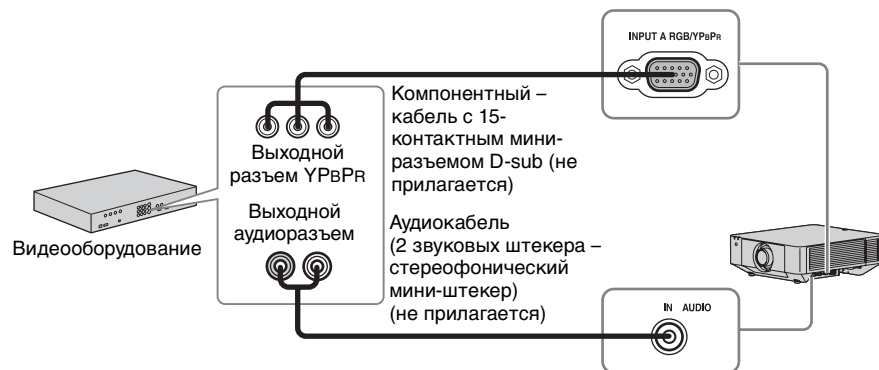 INPUT A RGB/YPBPR
Компонентный –
кабель с 15-
контактным мини-
разъемом D-sub (не
прилагается)
Выходной
разъем YPBPR
Выходной
аудиоразъем
Видеооборудование
Аудиокабель
(2 звуковых штекера –
стереофонический
мини-штекер)
(не прилагается)
IN AUDIO